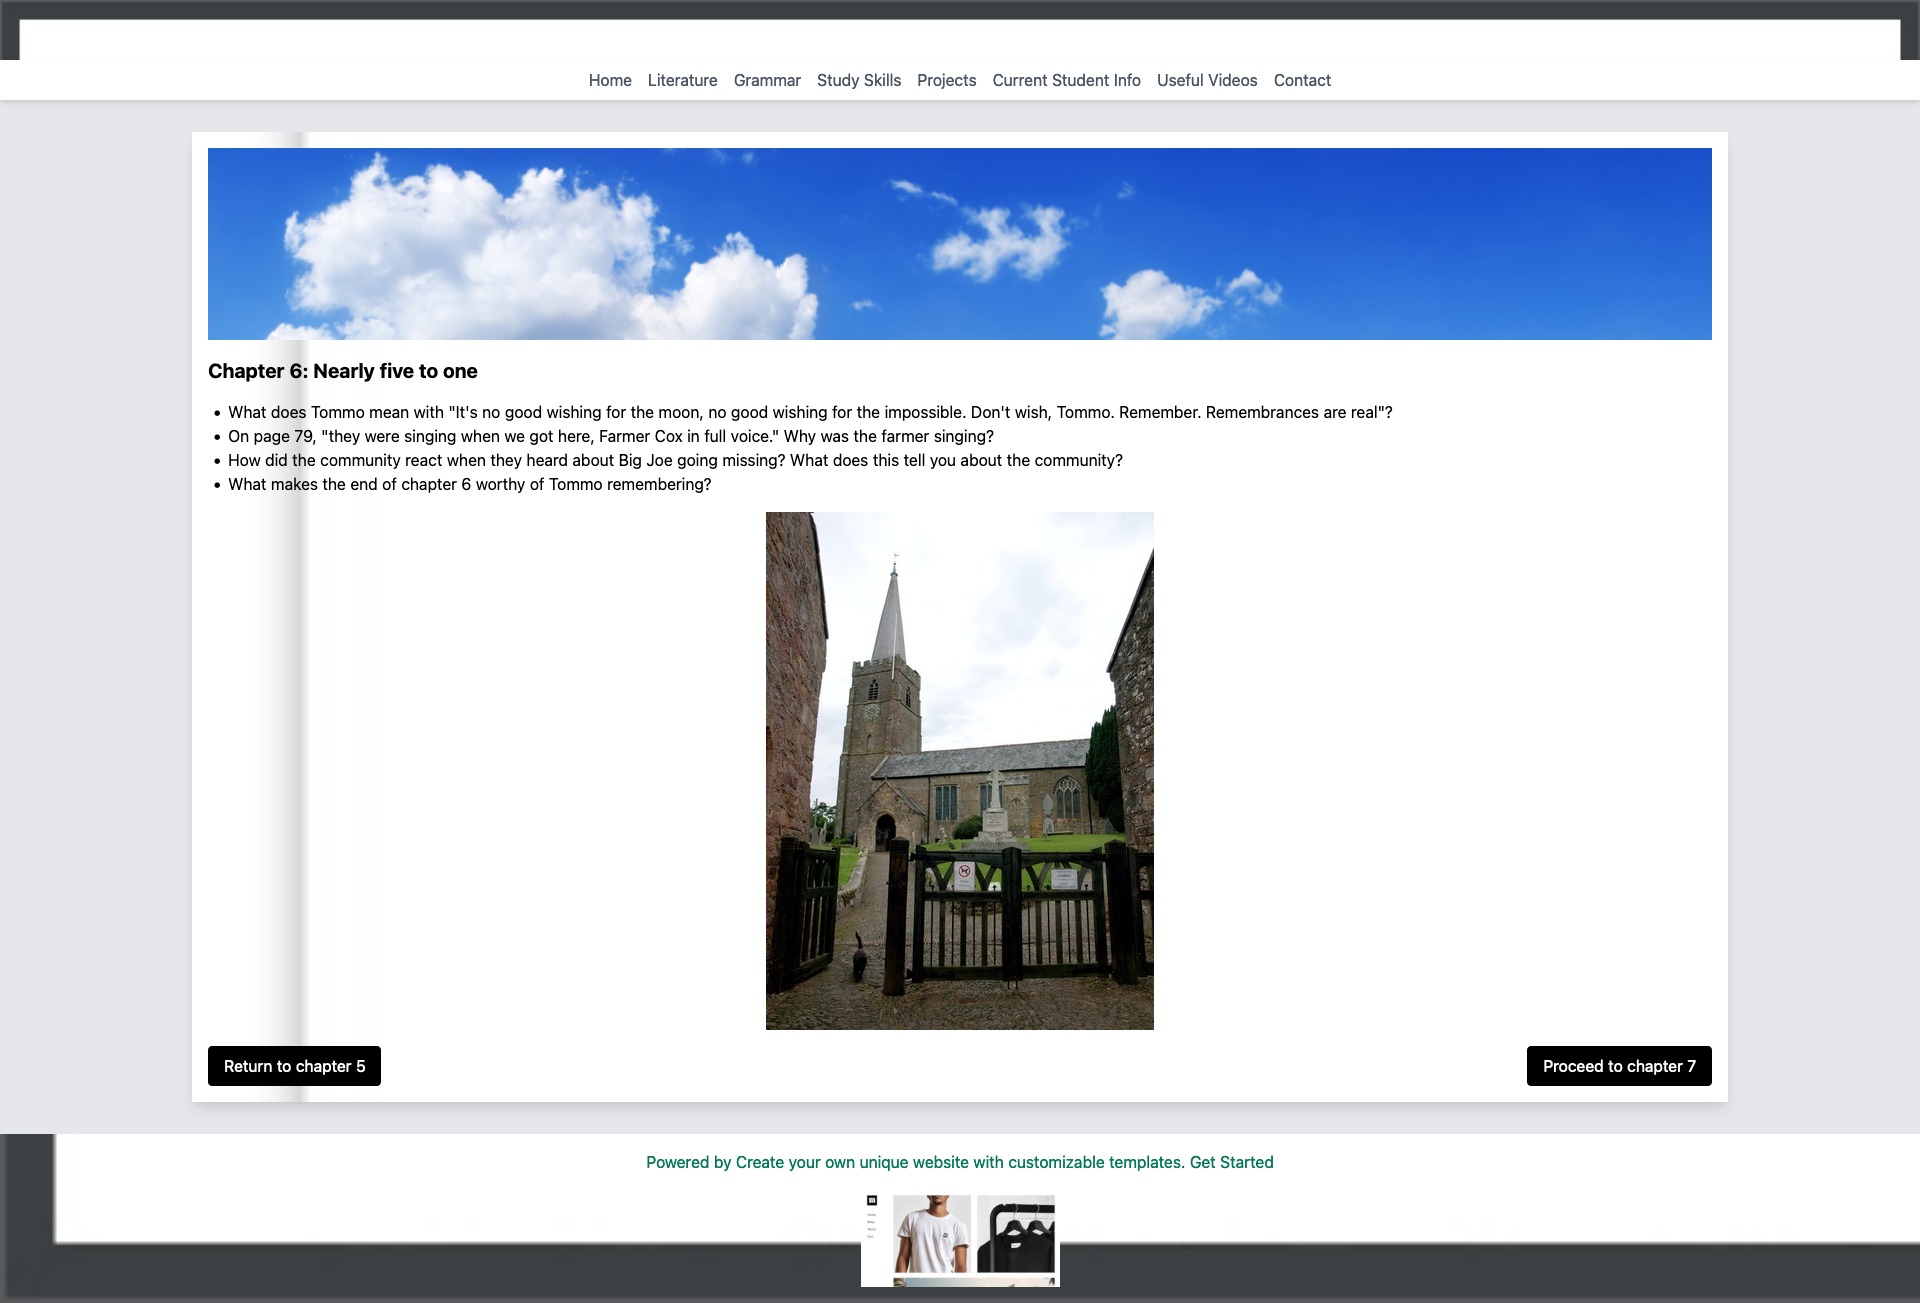 Home Literature Grammar Study Skills Projects Current Student Info Useful Videos Contact
Chapter 6: Nearly five to one
• What does Tommo mean with "It's no good wishing for the moon, no good wishing for the impossible. Don't wish, Tommo. Remember. Remembrances are real"?
• On page 79, "they were singing when we got here, Farmer Cox in full voice." Why was the farmer singing?
• How did the community react when they heard about Big Joe going missing? What does this tell you about the community?
• What makes the end of chapter 6 worthy of Tommo remembering?
Return to chapter 5
Proceed to chapter 7
Powered by Create your own unique website with customizable templates. Get Started